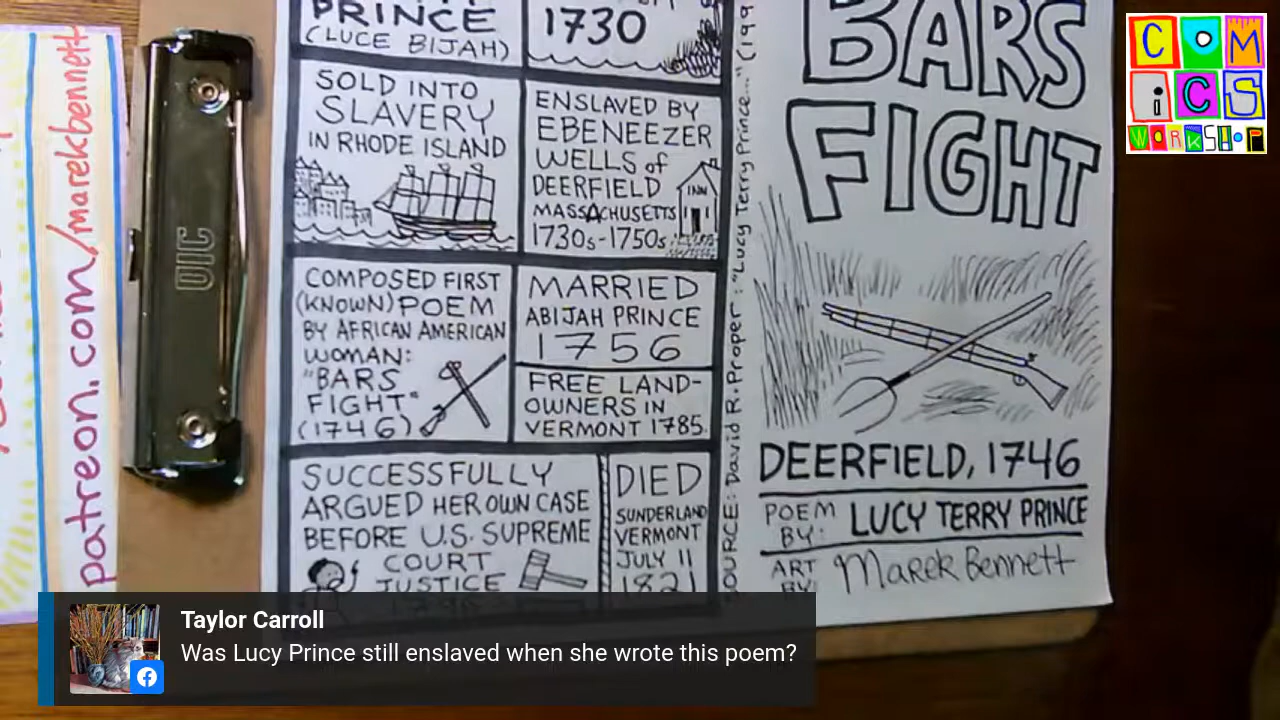 patreon.com/marekbennett
OIC
PRINCE
(LUCE BIJAH)
1730
SOLD INTO
SLAVERY
IN RHODE ISLAND
ENSLAVED BY
EBENEEZER
WELLS of
DEERFIELD
MASSACHUSETTS
1730s-1750s
INN
COMPOSED FIRST
(KNOWN) POEM
BY AFRICAN AMERICAN
WOMAN:
"BARS
FIGHT"
(1746)
MARRIED
ABIJAH PRINCE
1756
FREE LAND-
OWNERS IN
VERMONT 1785.
SUCCESSFULLY
ARGUED HER OWN CASE
BEFORE U.S. SUPREME
COURT
JUSTICE
DIED
SUNDERLAND
VERMONT
JULY 11
1821
SOURCE: David R. Proper: "Lucy Terry Prince..." (199
BARS
FIGHT
DEERFIELD, 1746
POEM
BY:
LUCY TERRY PRINCE
ART
BY:
Marek Bennett
COM
iCS
WORKSHOP
Taylor Carroll
Was Lucy Prince still enslaved when she wrote this poem?